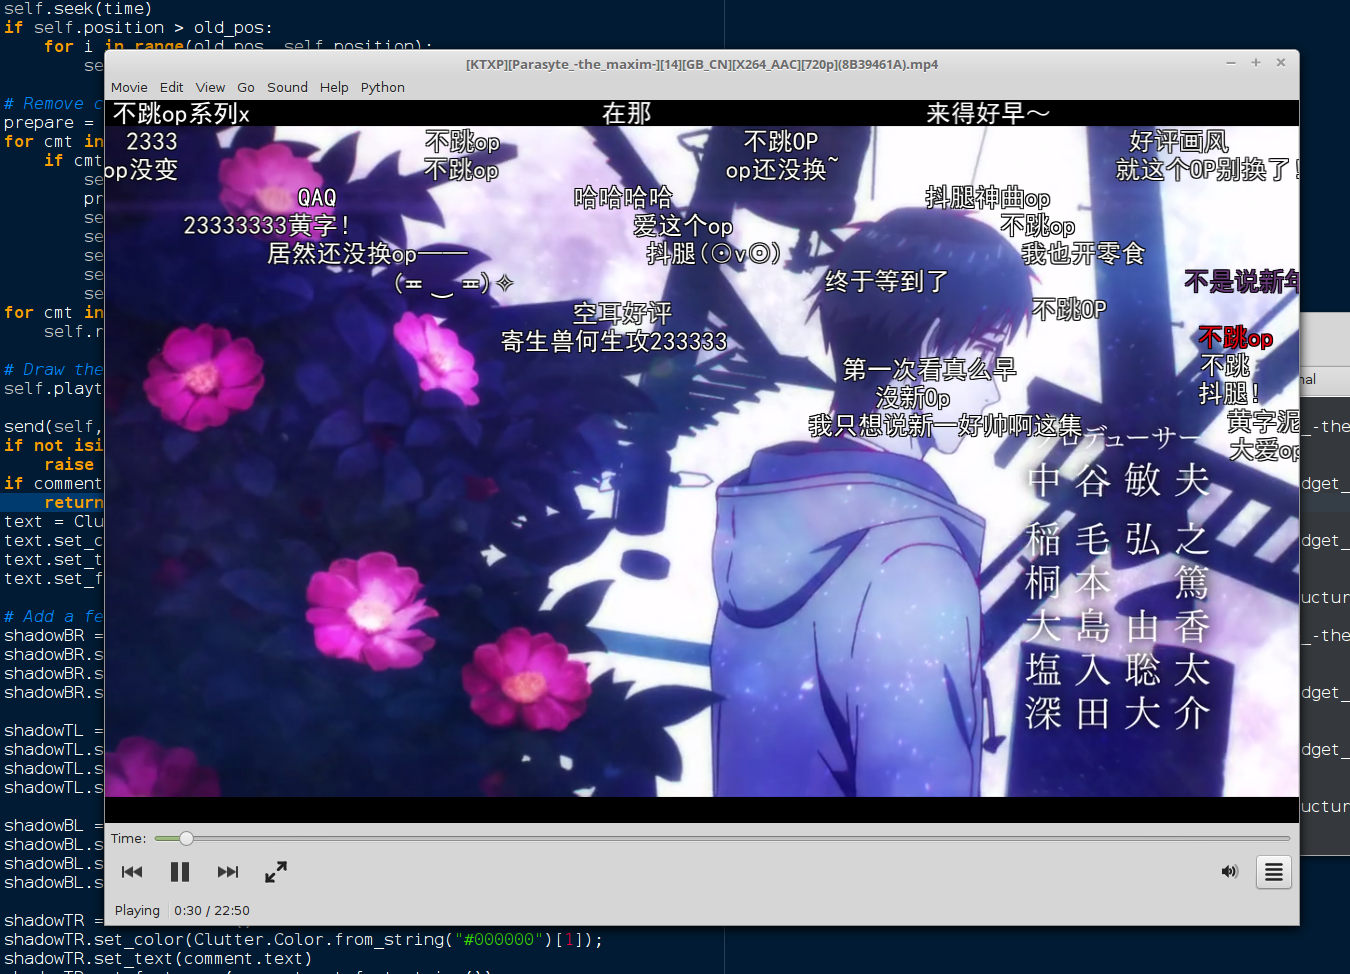 self.seek(time)
if self.position > old_pos:
for i in range(old_pos, self.position):
se
# Remove c
prepare =
for cmt in
if cmt
se
pr
se
se
se
se
se
for cmt in
self.r
# Draw the
self.playt
send(self,
if not isi
raise
if comment
return
text = Clu
text.set_c
text.set_t
text.set_f
# Add a fe
shadowBR =
shadowBR.s
shadowBR.s
shadowBR.s
shadowTL =
shadowTL.s
shadowTL.s
shadowTL.s
shadowBL =
shadowBL.s
shadowBL.s
shadowBL.s
shadowTR =
shadowTR.set_color(Clutter.Color.from_string("#000000")[1]);
shadowTR.set_text(comment.text)
[KTXP][Parasyte_-the_maxim-][14][GB_CN][X264_AAC][720p](8B39461A).mp4
Movie Edit View Go Sound Help Python
不跳op系列x 在那 来得好早～
2333 不跳op 不跳OP 好评画风
op没变 不跳op op还没换~ 就这个OP别换了!
QAQ 哈哈哈哈 抖腿神曲op
23333333黄字! 爱这个op 不跳op
居然还没换op—— 抖腿(⊙v⊙) 我也开零食
(= ‿ =)✧ 终于等到了 不是说新年
空耳好评 不跳OP
寄生兽何生攻233333 不跳op
第一次看真么早 不跳
沒新Op 抖腿!
我只想说新一好帅啊这集 黄字泥
プロデューサー 大爱op
中谷敏夫
稲毛弘之
桐本 篤
大島由香
塩入聡太
深田大介
nal
_-the
dget_
dget_
uctur
_-the
dget_
dget_
uctur
Time:
Playing 0:30 / 22:50